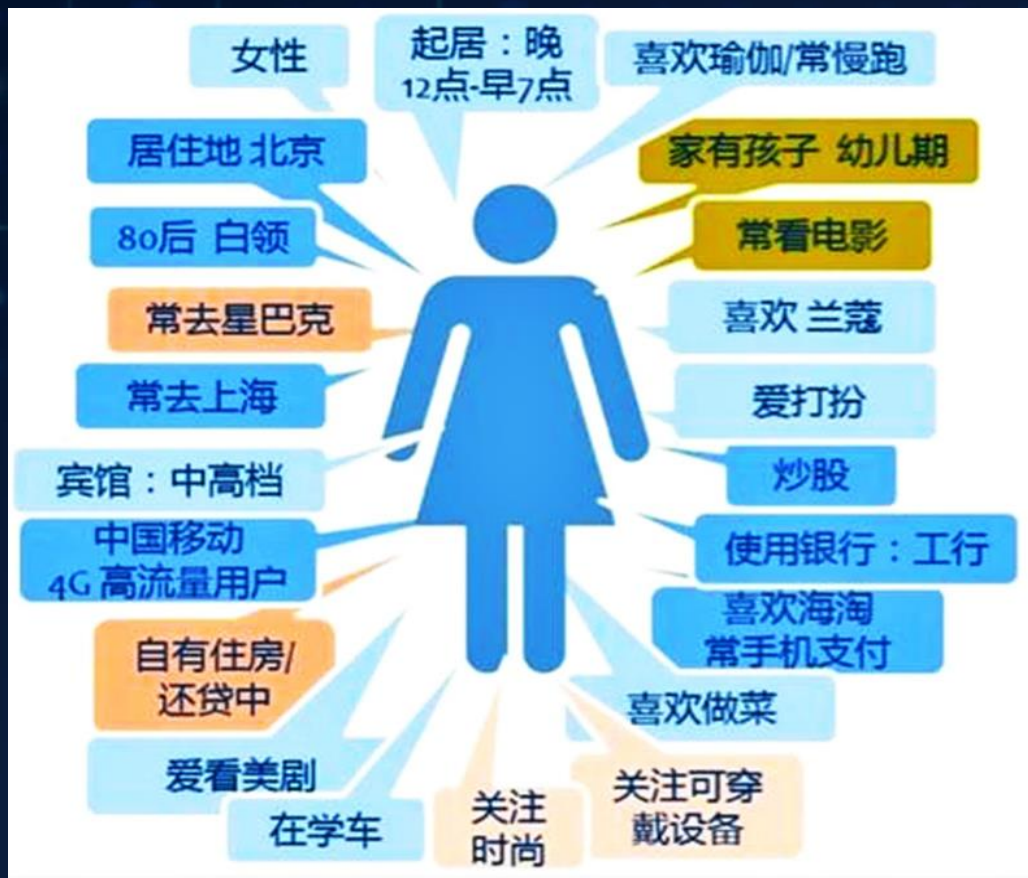 女性
起居：晚
12点-早7点
喜欢瑜伽/常慢跑
居住地 北京
家有孩子 幼儿期
80后 白领
常看电影
常去星巴克
喜欢 兰蔻
常去上海
爱打扮
宾馆：中高档
炒股
中国移动
4G 高流量用户
使用银行：工行
喜欢海淘
常手机支付
自有住房/
还贷中
喜欢做菜
爱看美剧
关注可穿
戴设备
在学车
关注
时尚